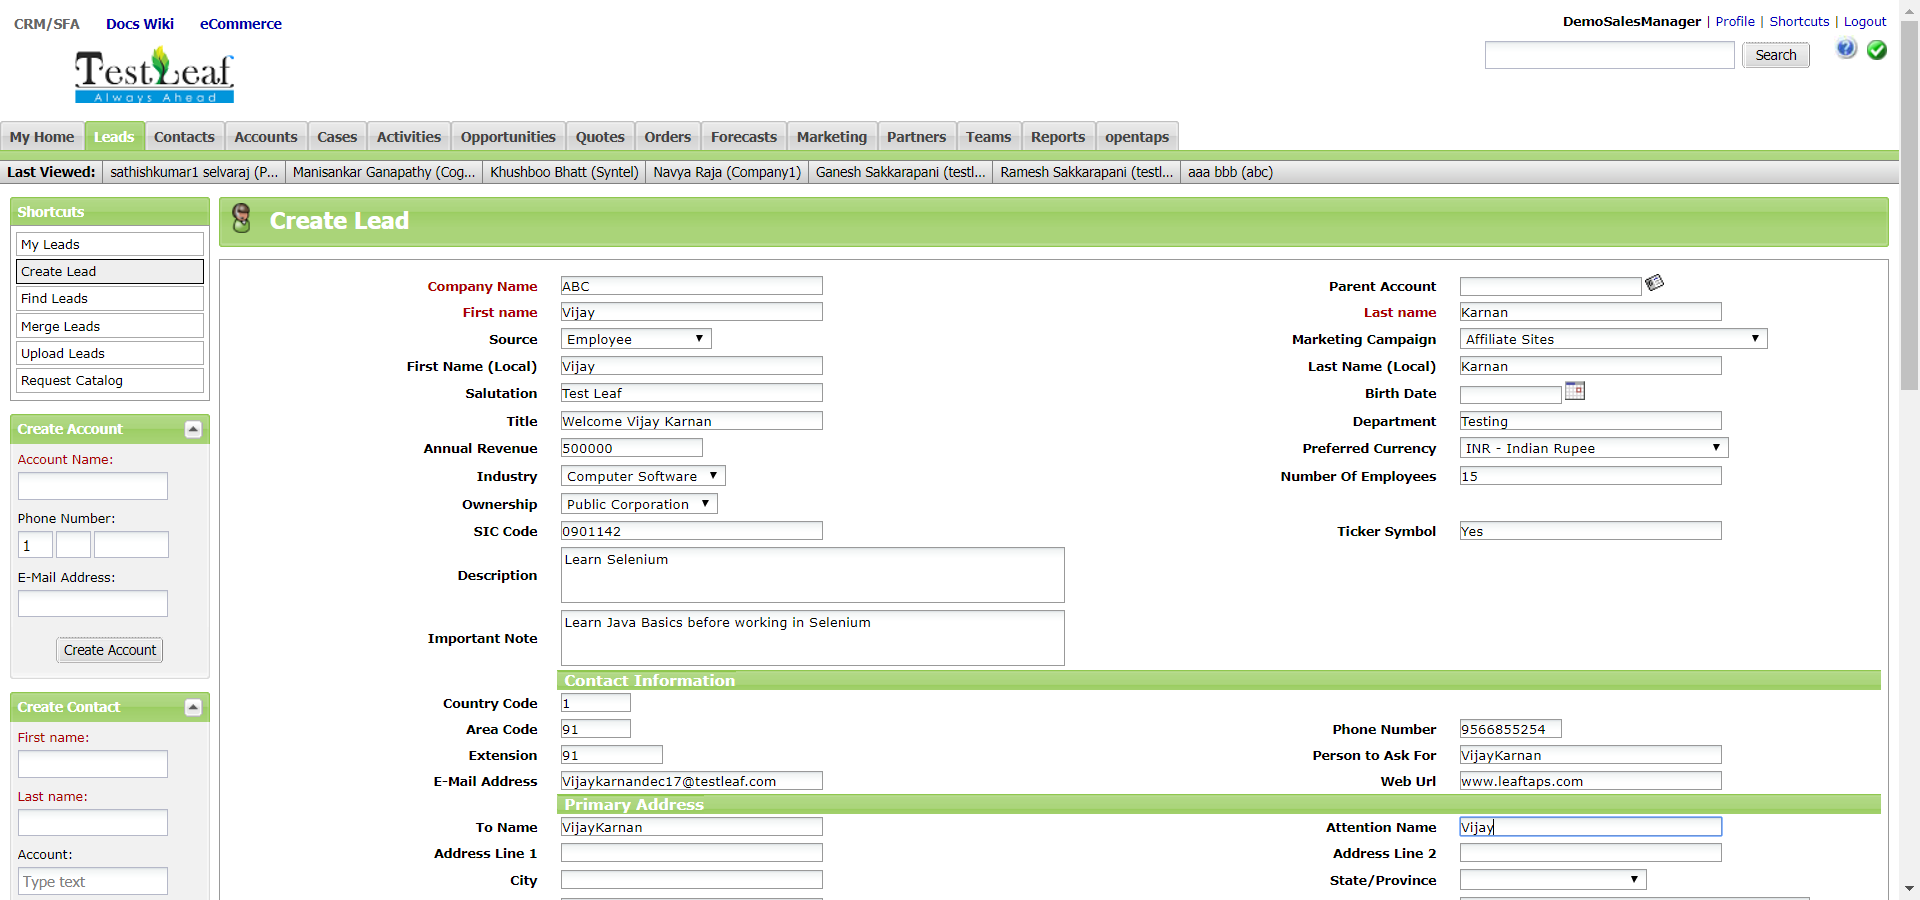 CRM/SFA Docs Wiki eCommerce
DemoSalesManager | Profile | Shortcuts | Logout
Search
TestLeaf
Always Ahead
My Home Leads Contacts Accounts Cases Activities Opportunities Quotes Orders Forecasts Marketing Partners Teams Reports opentaps
Last Viewed: sathishkumar1 selvaraj (P... Manisankar Ganapathy (Cog... Khushboo Bhatt (Syntel) Navya Raja (Company1) Ganesh Sakkarapani (testl... Ramesh Sakkarapani (testl... aaa bbb (abc)
Shortcuts
My Leads
Create Lead
Find Leads
Merge Leads
Upload Leads
Request Catalog
Create Account
Account Name:
Phone Number:
1
E-Mail Address:
Create Account
Create Contact
First name:
Last name:
Account:
Type text
Create Lead
Company Name ABC Parent Account
First name Vijay Last name Karnan
Source Employee Marketing Campaign Affiliate Sites
First Name (Local) Vijay Last Name (Local) Karnan
Salutation Test Leaf Birth Date
Title Welcome Vijay Karnan Department Testing
Annual Revenue 500000 Preferred Currency INR - Indian Rupee
Industry Computer Software Number Of Employees 15
Ownership Public Corporation
SIC Code 0901142 Ticker Symbol Yes
Description Learn Selenium
Important Note Learn Java Basics before working in Selenium
Contact Information
Country Code 1
Area Code 91 Phone Number 9566855254
Extension 91 Person to Ask For VijayKarnan
E-Mail Address Vijaykarnandec17@testleaf.com Web Url www.leaftaps.com
Primary Address
To Name VijayKarnan Attention Name Vijay
Address Line 1 Address Line 2
City State/Province